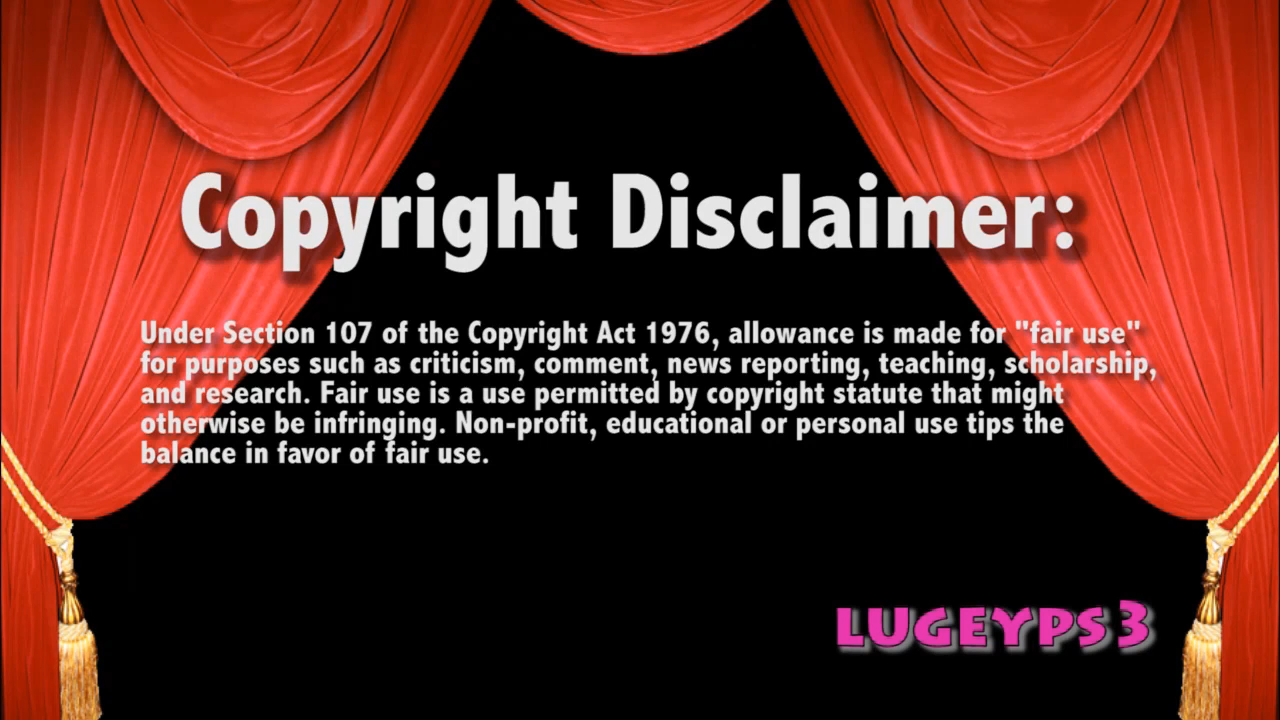 Copyright Disclaimer:
Under Section 107 of the Copyright Act 1976, allowance is made for "fair use"
for purposes such as criticism, comment, news reporting, teaching, scholarship,
and research. Fair use is a use permitted by copyright statute that might
otherwise be infringing. Non-profit, educational or personal use tips the
balance in favor of fair use.
LUGEYPS3